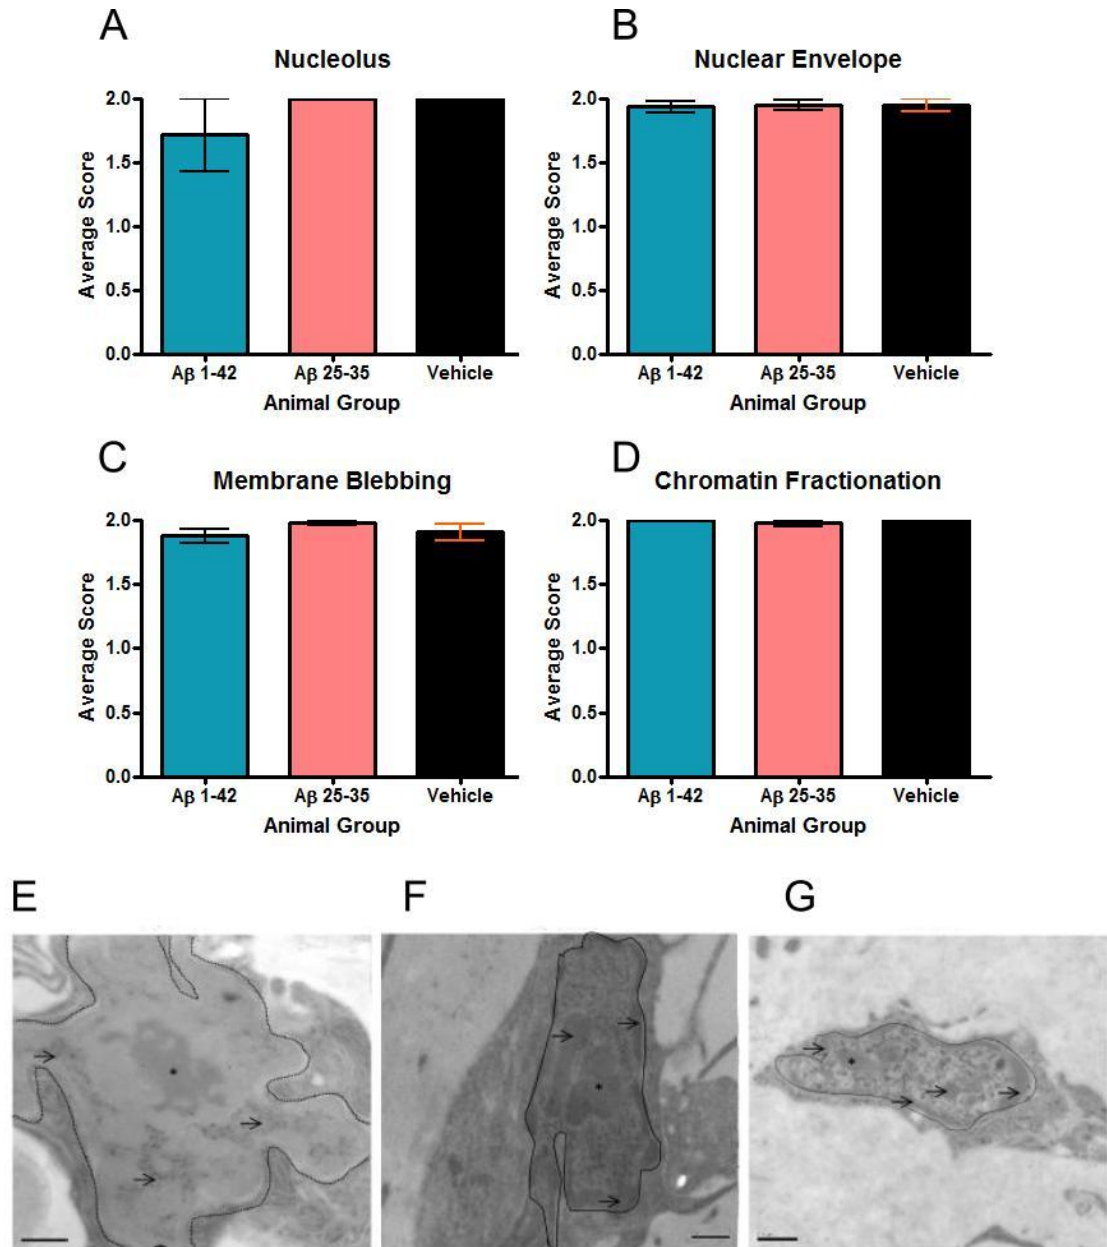 A
Nucleolus
2.0
1.5
1.0
0.5
0.0
Average Score
Aβ 1-42 Aβ 25-35 Vehicle
Animal Group
B
Nuclear Envelope
2.0
1.5
1.0
0.5
0.0
Average Score
Aβ 1-42 Aβ 25-35 Vehicle
Animal Group
C
Membrane Blebbing
2.0
1.5
1.0
0.5
0.0
Average Score
Aβ 1-42 Aβ 25-35 Vehicle
Animal Group
D
Chromatin Fractionation
2.0
1.5
1.0
0.5
0.0
Average Score
Aβ 1-42 Aβ 25-35 Vehicle
Animal Group
E
F
G